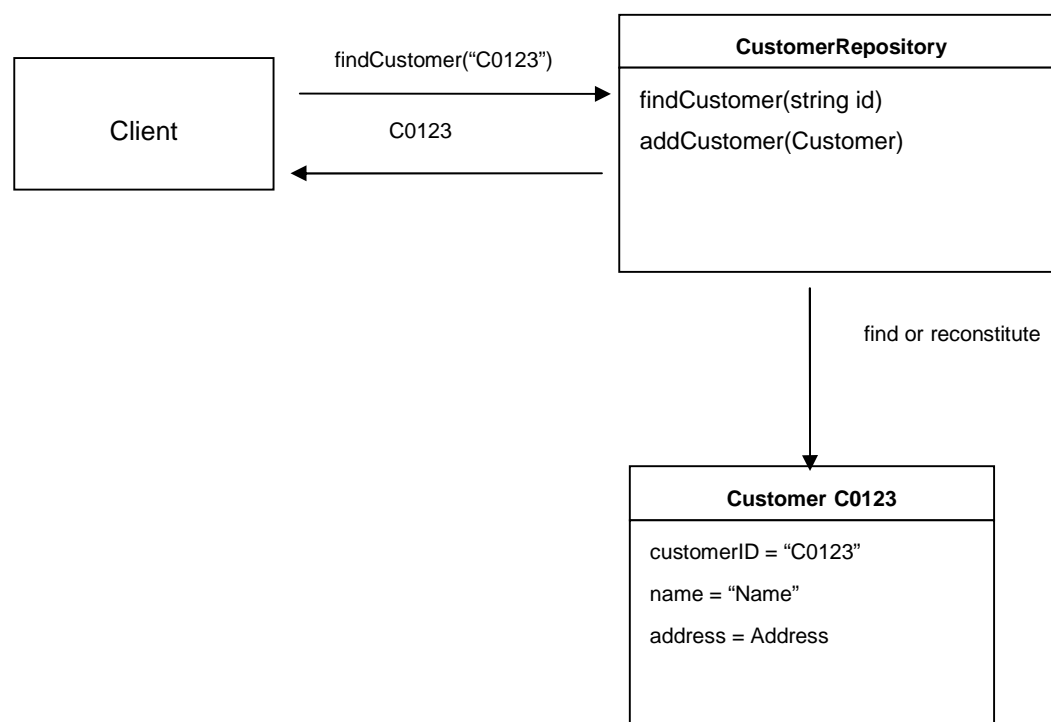 CustomerRepository
findCustomer(“C0123”)
findCustomer(string id)
Client
C0123
addCustomer(Customer)
find or reconstitute
Customer C0123
customerID = “C0123”
name = “Name”
address = Address